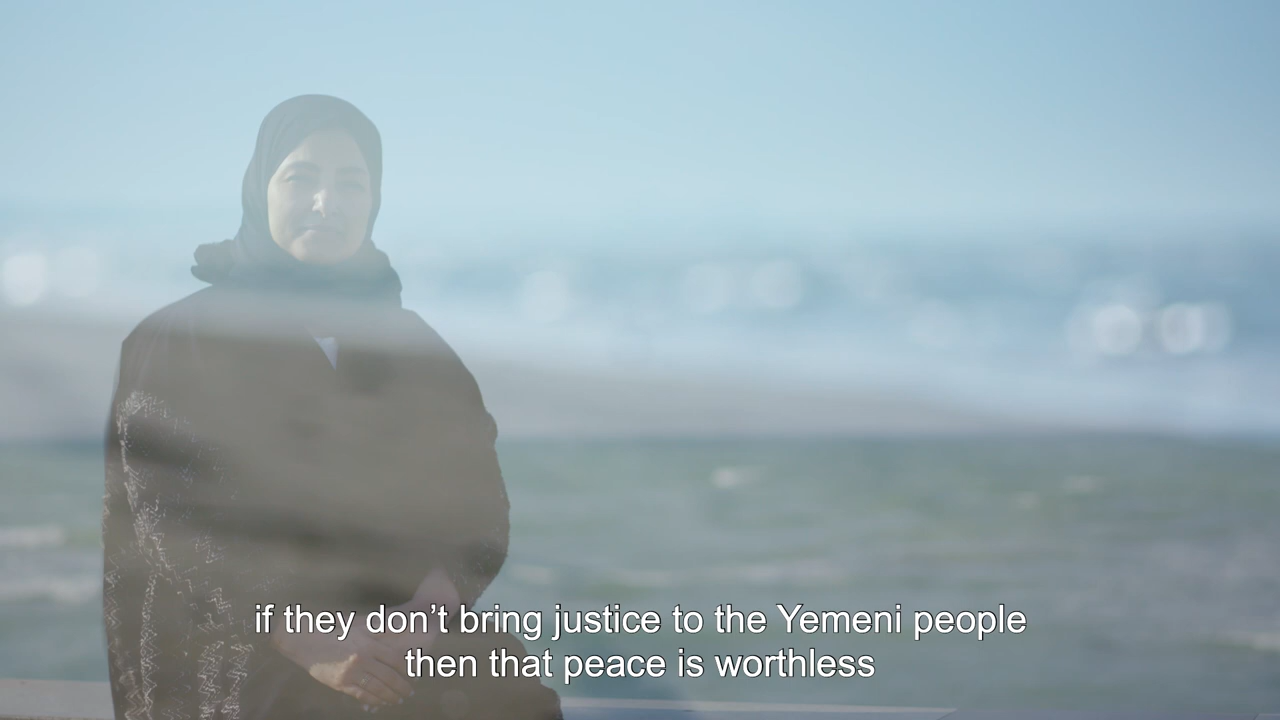 if they don’t bring justice to the Yemeni people
then that peace is worthless